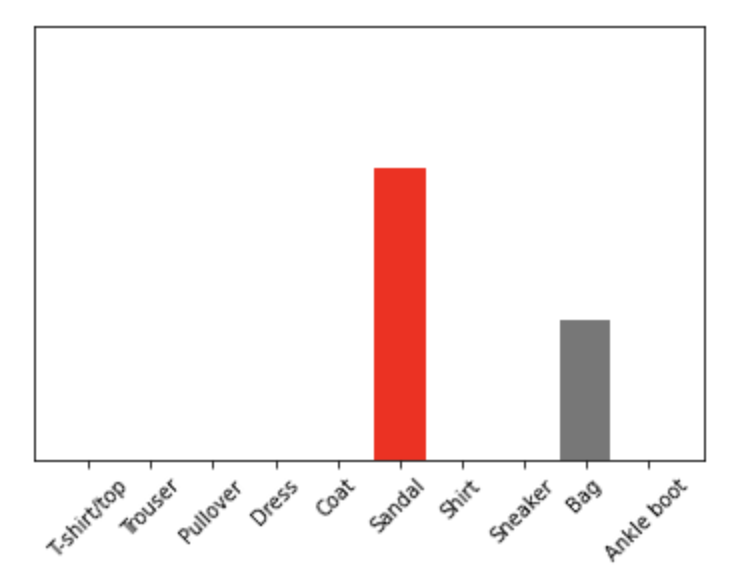 T-shirt/top
Trouser
Pullover
Dress
Coat
Sandal
Shirt
Sneaker
Bag
Ankle boot